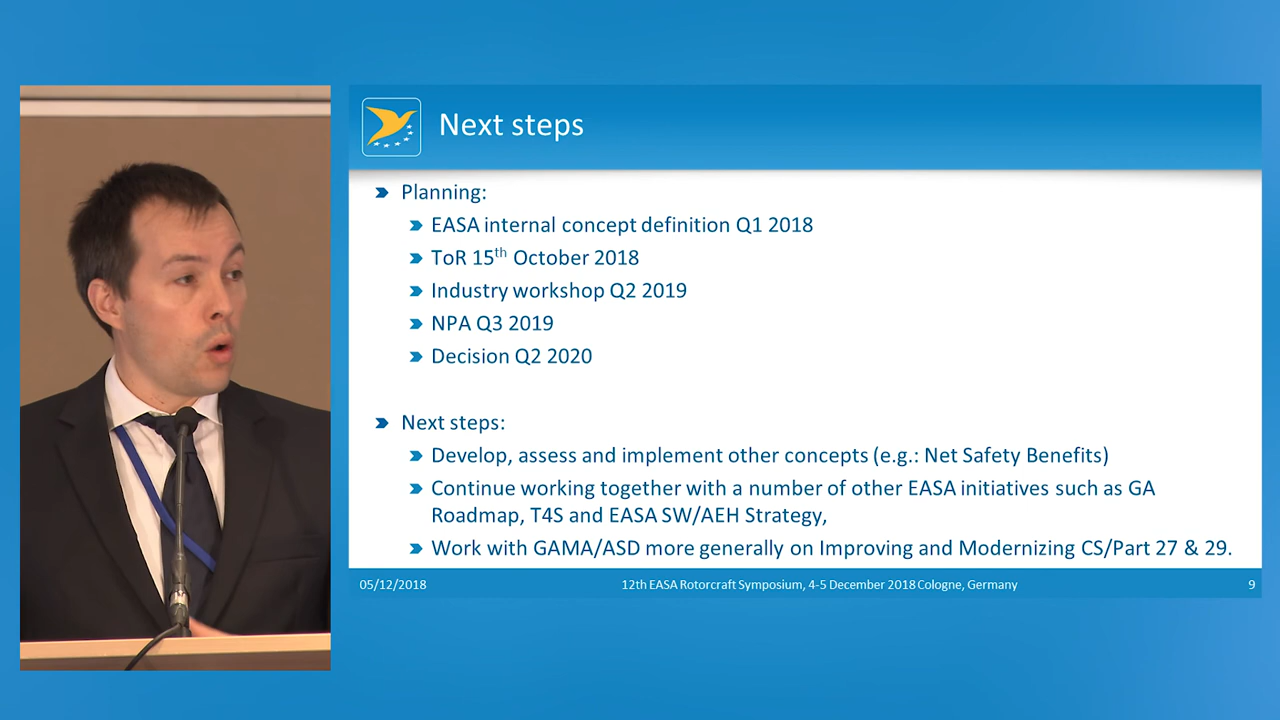 Next steps
Planning:
EASA internal concept definition Q1 2018
ToR 15th October 2018
Industry workshop Q2 2019
NPA Q3 2019
Decision Q2 2020
Next steps:
Develop, assess and implement other concepts (e.g.: Net Safety Benefits)
Continue working together with a number of other EASA initiatives such as GA
Roadmap, T4S and EASA SW/AEH Strategy,
Work with GAMA/ASD more generally on Improving and Modernizing CS/Part 27 & 29.
05/12/2018
12th EASA Rotorcraft Symposium, 4-5 December 2018 Cologne, Germany
9